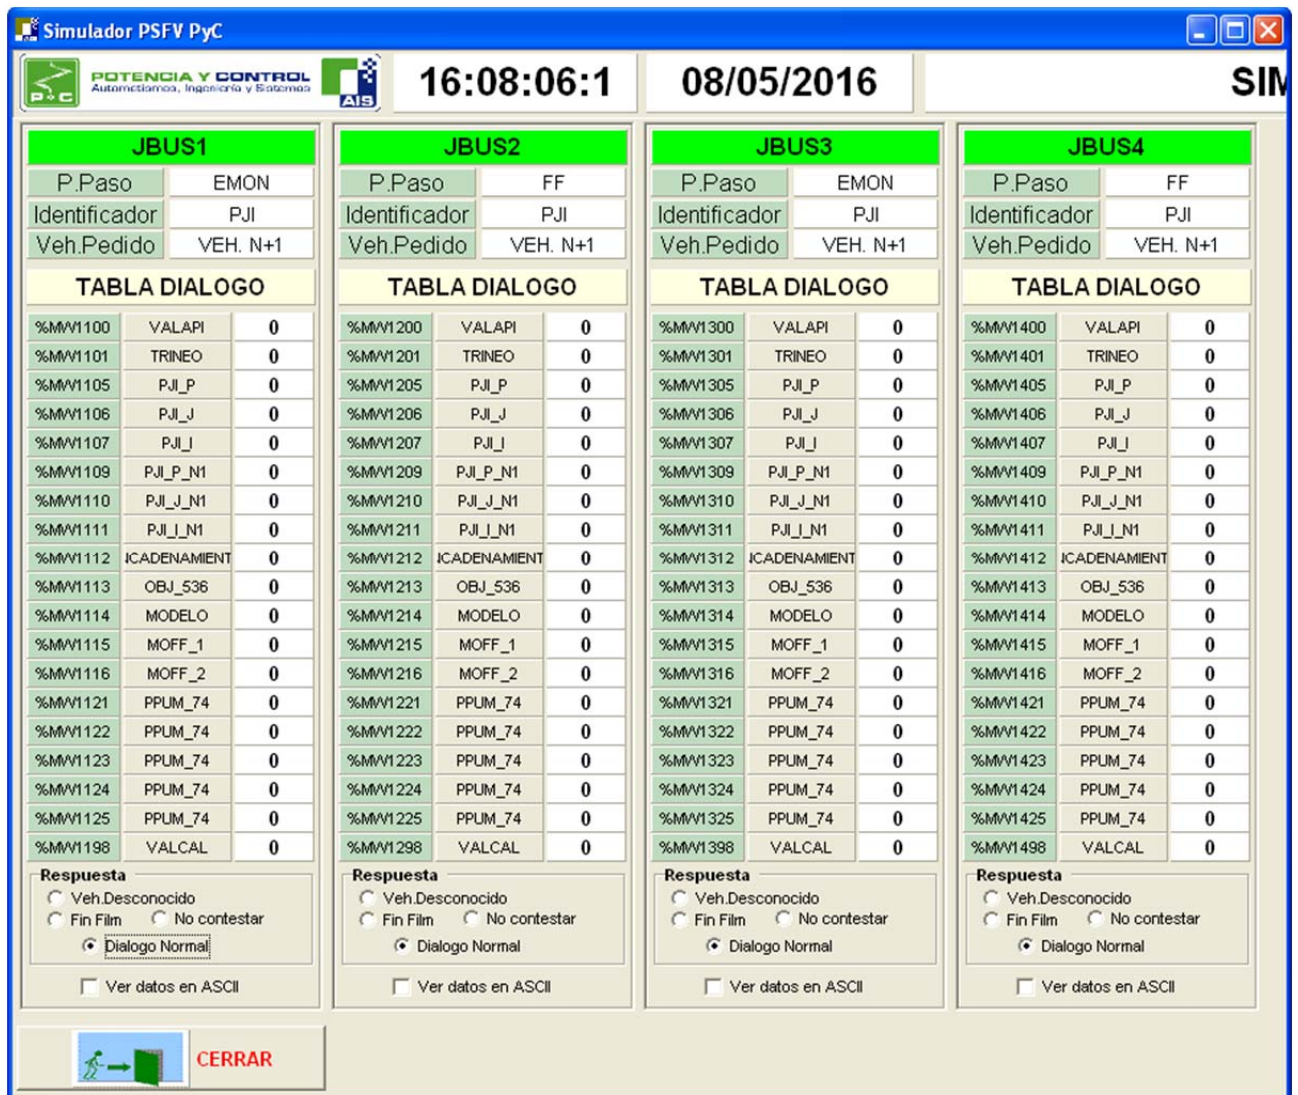 Simulador PSFV PyC
P+C POTENCIA Y CONTROL AIS 16:08:06:1 08/05/2016 SIM
Automatismos, Ingeniería y Sistemas
JBUS1 JBUS2 JBUS3 JBUS4
P.Paso EMON P.Paso FF P.Paso EMON P.Paso FF
Identificador PJI Identificador PJI Identificador PJI Identificador PJI
Veh.Pedido VEH. N+1 Veh.Pedido VEH. N+1 Veh.Pedido VEH. N+1 Veh.Pedido VEH. N+1
TABLA DIALOGO TABLA DIALOGO TABLA DIALOGO TABLA DIALOGO
%MW1100 VALAPI 0 %MW1200 VALAPI 0 %MW1300 VALAPI 0 %MW1400 VALAPI 0
%MW1101 TRINEO 0 %MW1201 TRINEO 0 %MW1301 TRINEO 0 %MW1401 TRINEO 0
%MW1105 PJI_P 0 %MW1205 PJI_P 0 %MW1305 PJI_P 0 %MW1405 PJI_P 0
%MW1106 PJI_J 0 %MW1206 PJI_J 0 %MW1306 PJI_J 0 %MW1406 PJI_J 0
%MW1107 PJI_I 0 %MW1207 PJI_I 0 %MW1307 PJI_I 0 %MW1407 PJI_I 0
%MW1109 PJI_P_N1 0 %MW1209 PJI_P_N1 0 %MW1309 PJI_P_N1 0 %MW1409 PJI_P_N1 0
%MW1110 PJI_J_N1 0 %MW1210 PJI_J_N1 0 %MW1310 PJI_J_N1 0 %MW1410 PJI_J_N1 0
%MW1111 PJI_I_N1 0 %MW1211 PJI_I_N1 0 %MW1311 PJI_I_N1 0 %MW1411 PJI_I_N1 0
%MW1112 ICADENAMIENT 0 %MW1212 ICADENAMIENT 0 %MW1312 ICADENAMIENT 0 %MW1412 ICADENAMIENT 0
%MW1113 OBJ_536 0 %MW1213 OBJ_536 0 %MW1313 OBJ_536 0 %MW1413 OBJ_536 0
%MW1114 MODELO 0 %MW1214 MODELO 0 %MW1314 MODELO 0 %MW1414 MODELO 0
%MW1115 MOFF_1 0 %MW1215 MOFF_1 0 %MW1315 MOFF_1 0 %MW1415 MOFF_1 0
%MW1116 MOFF_2 0 %MW1216 MOFF_2 0 %MW1316 MOFF_2 0 %MW1416 MOFF_2 0
%MW1121 PPUM_74 0 %MW1221 PPUM_74 0 %MW1321 PPUM_74 0 %MW1421 PPUM_74 0
%MW1122 PPUM_74 0 %MW1222 PPUM_74 0 %MW1322 PPUM_74 0 %MW1422 PPUM_74 0
%MW1123 PPUM_74 0 %MW1223 PPUM_74 0 %MW1323 PPUM_74 0 %MW1423 PPUM_74 0
%MW1124 PPUM_74 0 %MW1224 PPUM_74 0 %MW1324 PPUM_74 0 %MW1424 PPUM_74 0
%MW1125 PPUM_74 0 %MW1225 PPUM_74 0 %MW1325 PPUM_74 0 %MW1425 PPUM_74 0
%MW1198 VALCAL 0 %MW1298 VALCAL 0 %MW1398 VALCAL 0 %MW1498 VALCAL 0
Respuesta Respuesta Respuesta Respuesta
Veh.Desconocido Veh.Desconocido Veh.Desconocido Veh.Desconocido
Fin Film No contestar Fin Film No contestar Fin Film No contestar Fin Film No contestar
Dialogo Normal Dialogo Normal Dialogo Normal Dialogo Normal
Ver datos en ASCII Ver datos en ASCII Ver datos en ASCII Ver datos en ASCII
CERRAR